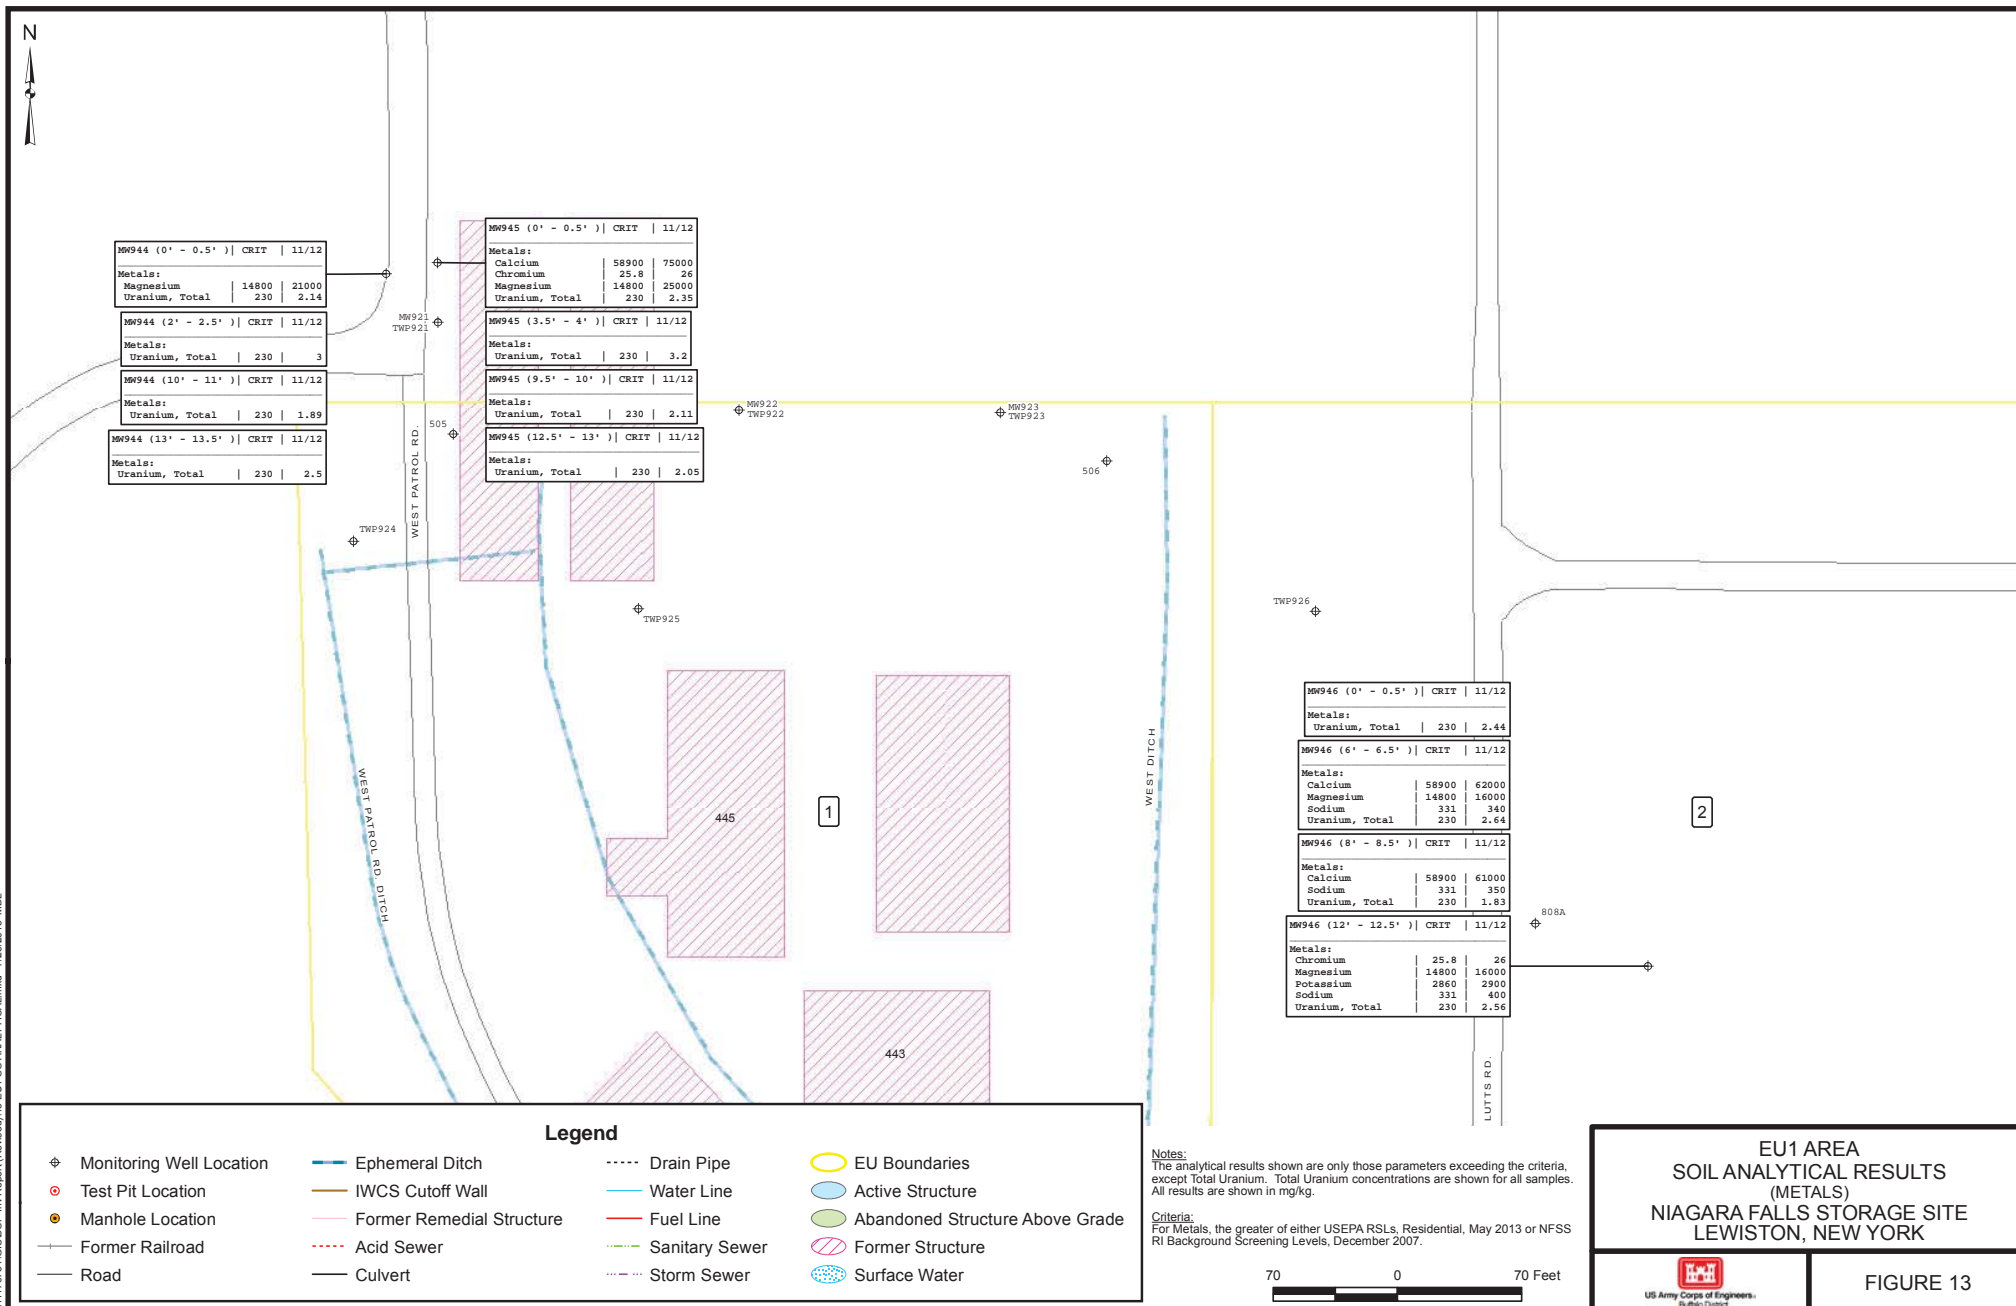 N
MW944 (0' - 0.5' )| CRIT | 11/12
Metals:
Magnesium | 14800 | 21000
Uranium, Total | 230 | 2.14
MW944 (2' - 2.5' )| CRIT | 11/12
Metals:
Uranium, Total | 230 | 3
MW944 (10' - 11' )| CRIT | 11/12
Metals:
Uranium, Total | 230 | 1.89
MW944 (13' - 13.5' )| CRIT | 11/12
Metals:
Uranium, Total | 230 | 2.5
MW945 (0' - 0.5' )| CRIT | 11/12
Metals:
Calcium | 58900 | 75000
Chromium | 25.8 | 26
Magnesium | 14800 | 25000
Uranium, Total | 230 | 2.35
MW945 (3.5' - 4' )| CRIT | 11/12
Metals:
Uranium, Total | 230 | 3.2
MW945 (9.5' - 10' )| CRIT | 11/12
Metals:
Uranium, Total | 230 | 2.11
MW945 (12.5' - 13' )| CRIT | 11/12
Metals:
Uranium, Total | 230 | 2.05
MW921
TWP921
505
WEST PATROL RD.
MW922
TWP922
MW923
TWP923
506
TWP924
TWP925
TWP926
WEST PATROL RD. DITCH
445
1
443
WEST DITCH
MW946 (0' - 0.5' )| CRIT | 11/12
Metals:
Uranium, Total | 230 | 2.44
MW946 (6' - 6.5' )| CRIT | 11/12
Metals:
Calcium | 58900 | 62000
Magnesium | 14800 | 16000
Sodium | 331 | 340
Uranium, Total | 230 | 2.64
MW946 (8' - 8.5' )| CRIT | 11/12
Metals:
Calcium | 58900 | 61000
Sodium | 331 | 350
Uranium, Total | 230 | 1.83
MW946 (12' - 12.5' )| CRIT | 11/12
Metals:
Chromium | 25.8 | 26
Magnesium | 14800 | 16000
Potassium | 2860 | 2900
Sodium | 331 | 400
Uranium, Total | 230 | 2.56
2
808A
LUTTS RD.
Legend
Monitoring Well Location
Test Pit Location
Manhole Location
Former Railroad
Road
Ephemeral Ditch
IWCS Cutoff Wall
Former Remedial Structure
Acid Sewer
Culvert
Drain Pipe
Water Line
Fuel Line
Sanitary Sewer
Storm Sewer
EU Boundaries
Active Structure
Abandoned Structure Above Grade
Former Structure
Surface Water
Notes:
The analytical results shown are only those parameters exceeding the criteria,
except Total Uranium. Total Uranium concentrations are shown for all samples.
All results are shown in mg/kg.
Criteria:
For Metals, the greater of either USEPA RSLs, Residential, May 2013 or NFSS
RI Background Screening Levels, December 2007.
70 0 70 Feet
EU1 AREA
SOIL ANALYTICAL RESULTS
(METALS)
NIAGARA FALLS STORAGE SITE
LEWISTON, NEW YORK
US Army Corps of Engineers®
Buffalo District
FIGURE 13